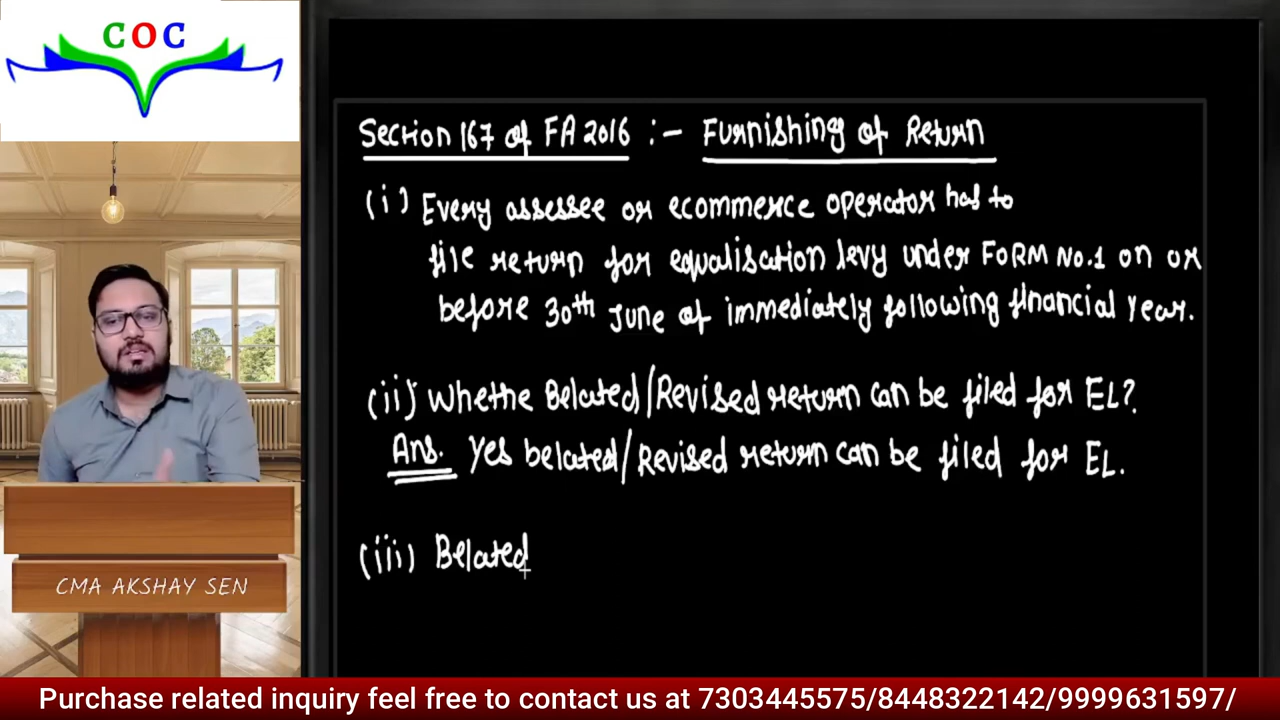 COC
Section 167 of FA 2016 :- Furnishing of Return
(i) Every assessee or ecommerce operator has to
file return for equalisation levy under FORM No.1 on or
before 30th June of immediately following financial year.
(ii) Whethe Belated/Revised return can be filed for EL?
Ans. Yes belated/Revised return can be filed for EL.
(iii) Belated
CMA AKSHAY SEN
Purchase related inquiry feel free to contact us at 7303445575/8448322142/9999631597/